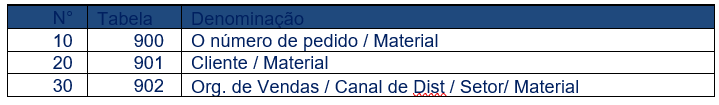 N° Tabela Denominação
10 900 O número de pedido / Material
20 901 Cliente / Material
30 902 Org. de Vendas / Canal de Dist / Setor/ Material